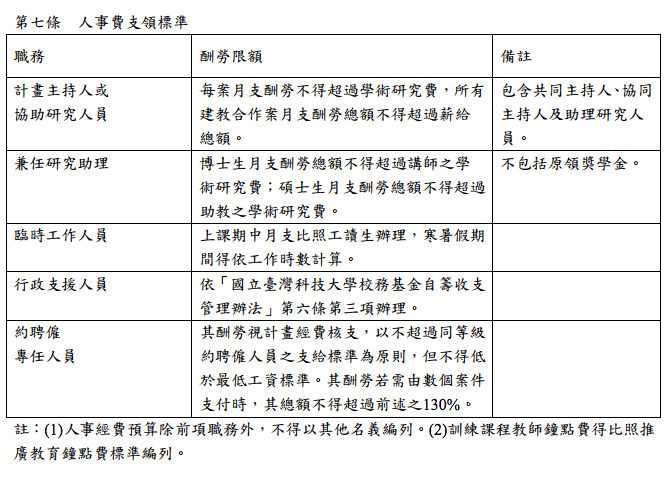 第七條　人事費支領標準
職務　酬勞限額　備註
計畫主持人或
協助研究人員
每案月支酬勞不得超過學術研究費，所有
建教合作案月支酬勞總額不得超過薪給
總額。
包含共同主持人、協同
主持人及助理研究人
員。
兼任研究助理
博士生月支酬勞總額不得超過講師之學
術研究費；碩士生月支酬勞總額不得超過
助教之學術研究費。
不包括原領獎學金。
臨時工作人員
上課期中月支比照工讀生辦理，寒暑假期
間得依工作時數計算。
行政支援人員
依「國立臺灣科技大學校務基金自籌收支
管理辦法」第六條第三項辦理。
約聘僱
專任人員
其酬勞視計畫經費核支，以不超過同等級
約聘僱人員之支給標準為原則，但不得低
於最低工資標準。其酬勞若需由數個案件
支付時，其總額不得超過前述之130%。
註：(1)人事經費預算除前項職務外，不得以其他名義編列。(2)訓練課程教師鐘點費得比照推
廣教育鐘點費標準編列。